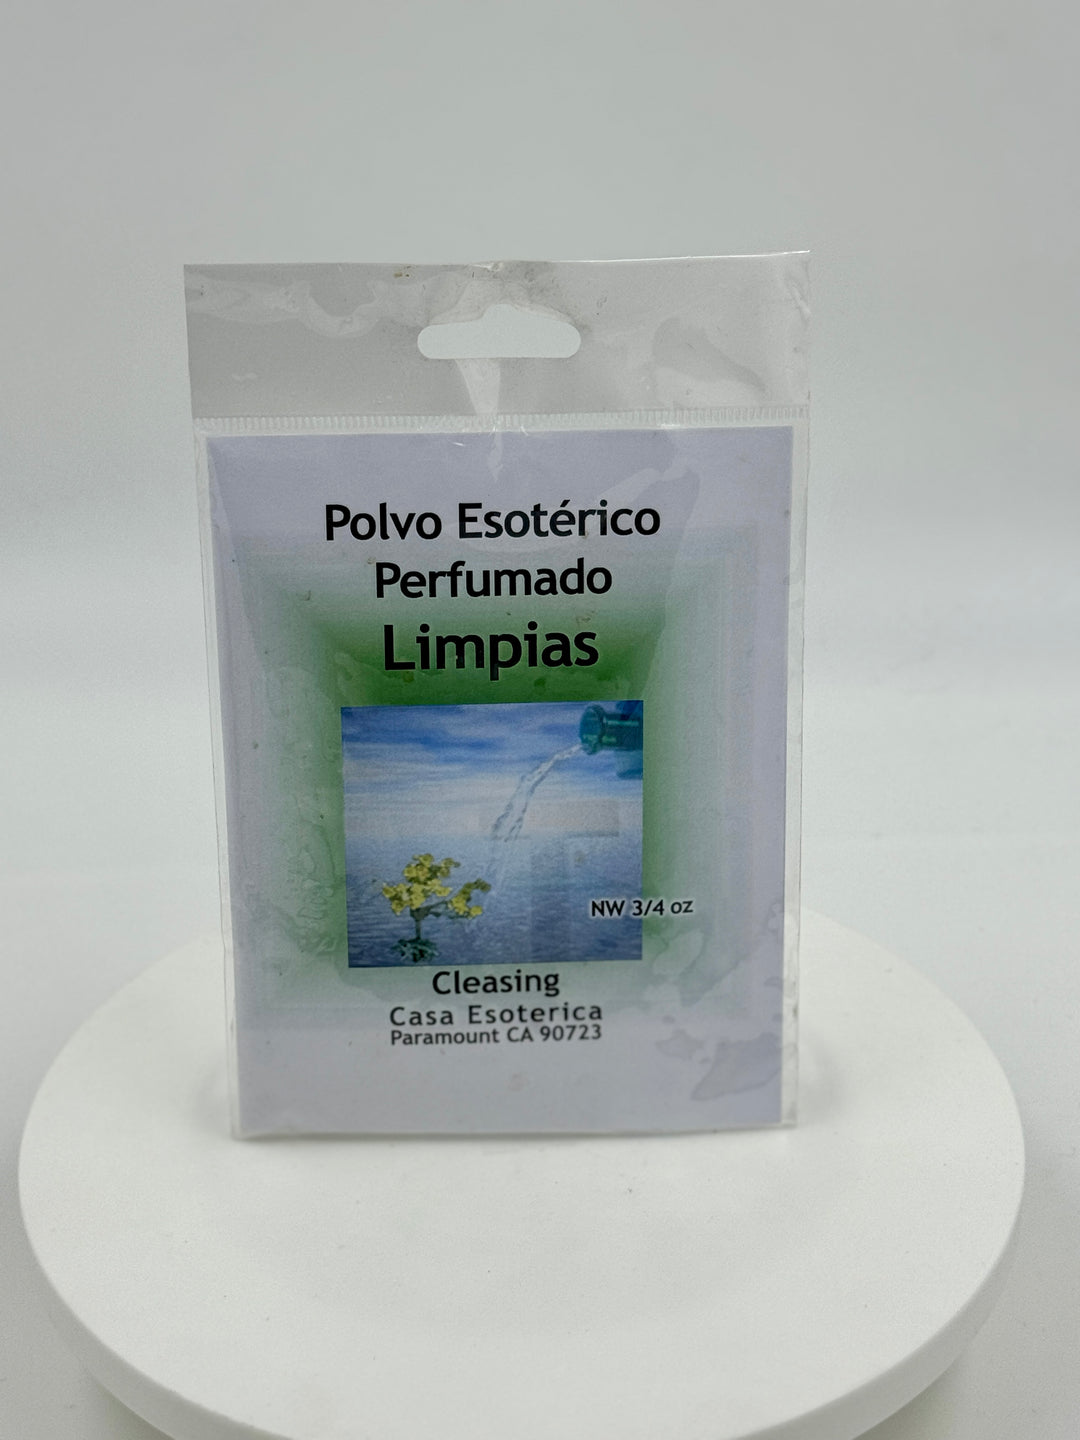 Polvo Esotérico
Perfumado
Limpias
NW 3/4 oz
Cleasing
Casa Esoterica
Paramount CA 90723